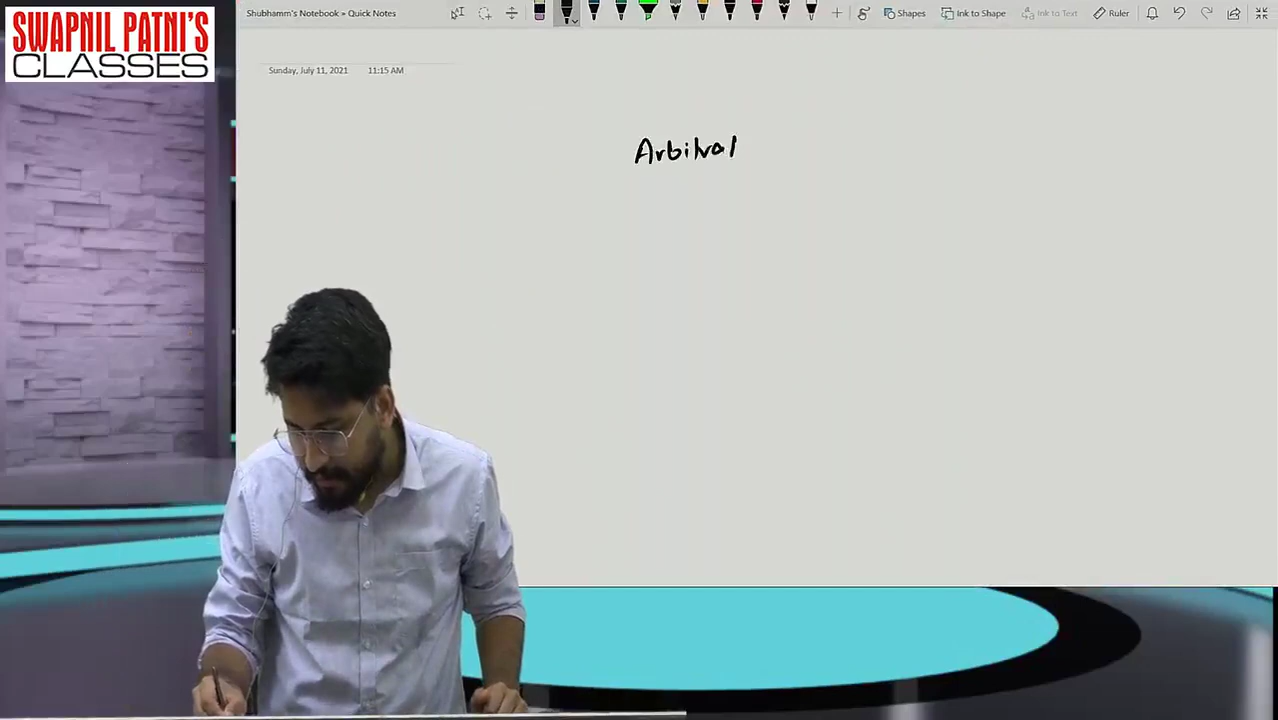 SWAPNIL PATNI'S
CLASSES
Shubhamm's Notebook » Quick Notes
Shapes
Ink to Shape
Ink to Text
Ruler
Sunday, July 11, 2021 11:15 AM
Arbitral